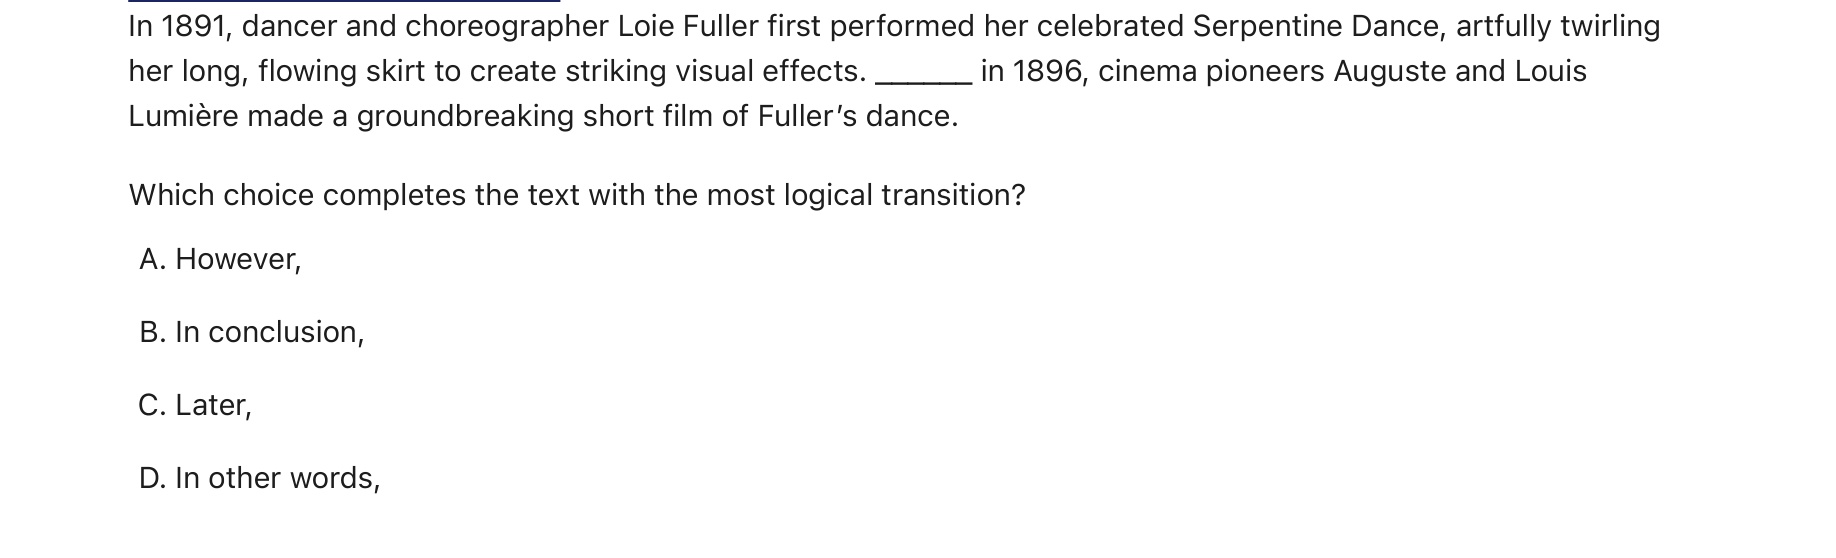 In 1891, dancer and choreographer Loie Fuller first performed her celebrated Serpentine Dance, artfully twirling
her long, flowing skirt to create striking visual effects. ______ in 1896, cinema pioneers Auguste and Louis
Lumière made a groundbreaking short film of Fuller’s dance.
Which choice completes the text with the most logical transition?
A. However,
B. In conclusion,
C. Later,
D. In other words,